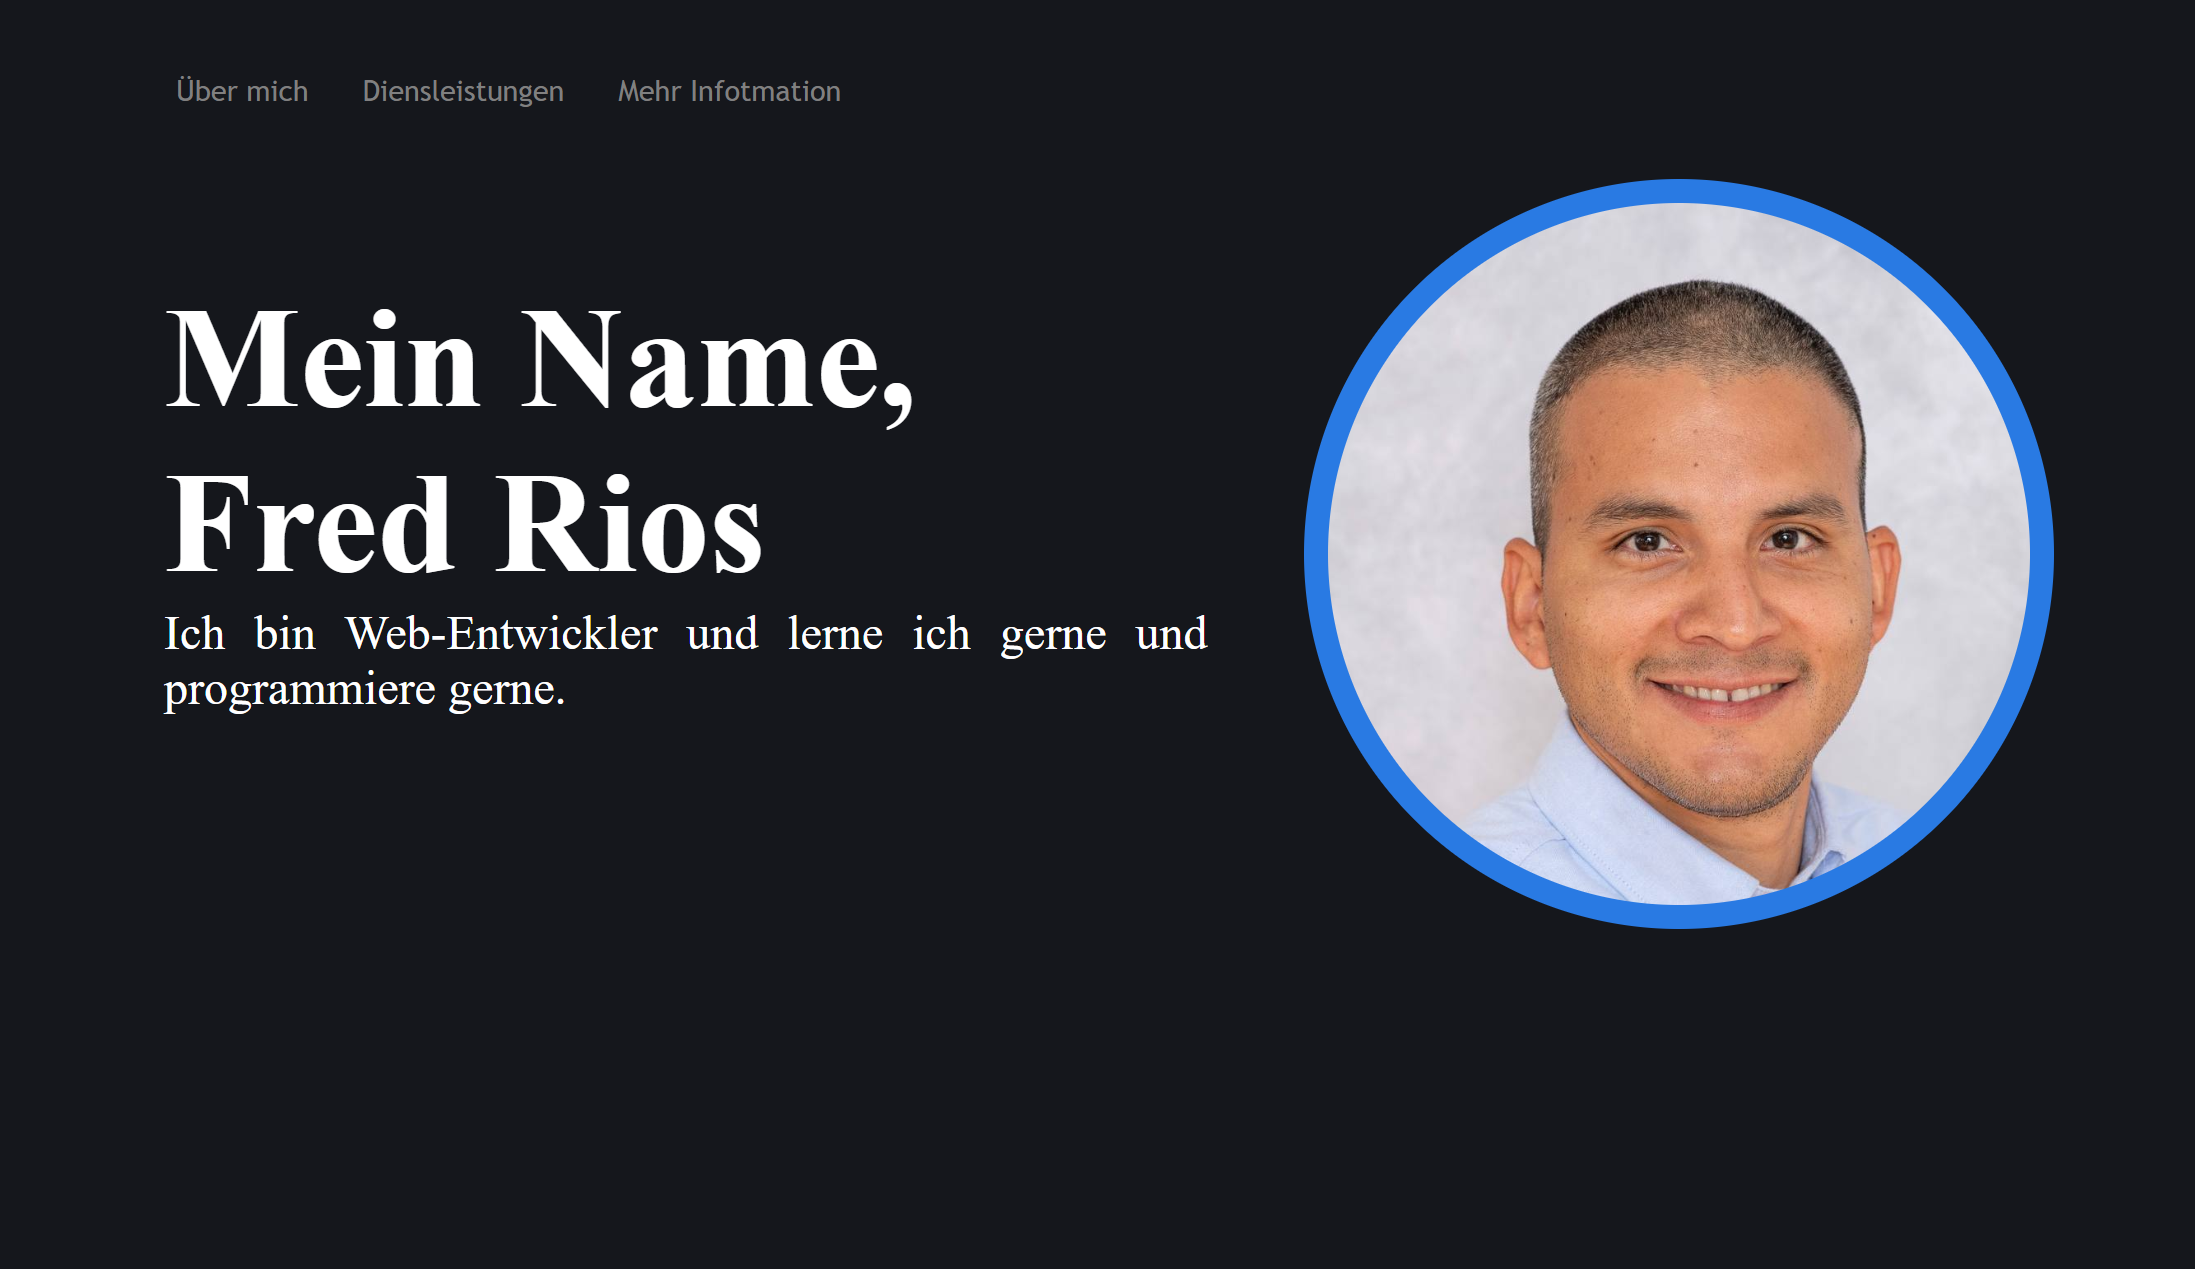 Über mich Diensleistungen Mehr Infotmation
Mein Name,
Fred Rios
Ich bin Web-Entwickler und lerne ich gerne und
programmiere gerne.